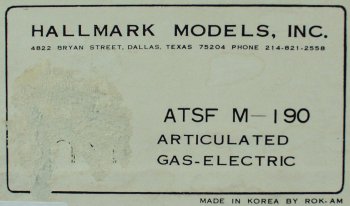 HALLMARK MODELS, INC.
4822 BRYAN STREET, DALLAS, TEXAS 75204 PHONE 214-821-2558
ATSF M-190
ARTICULATED
GAS-ELECTRIC
MADE IN KOREA BY ROK-AM